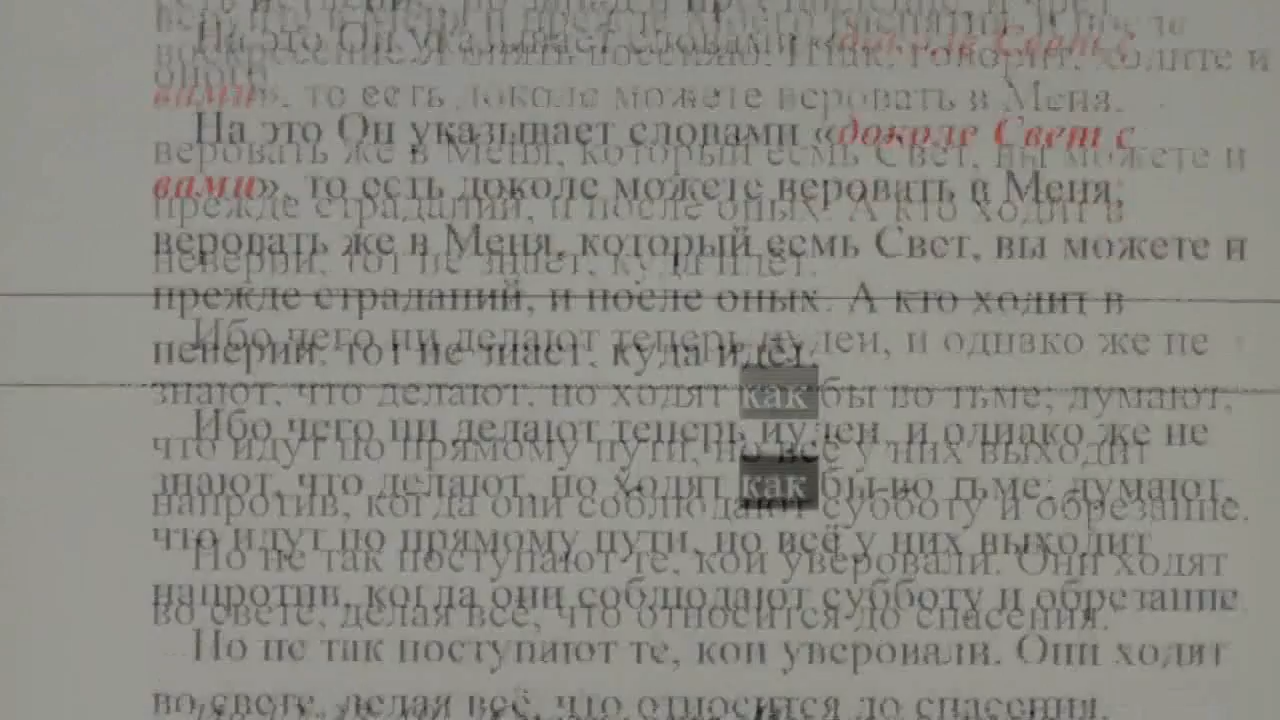 На это Он указывает словами «доколе Свет с
вами», то есть доколе можете веровать в Меня;
веровать же в Меня, который есмь Свет, вы можете и
прежде страданий, и после оных. А кто ходит в
неверии, тот не знает, куда идет.
Ибо чего ни делают теперь иудеи, и однако же не
знают, что делают, но ходят как бы во тьме; думают,
что идут по прямому пути, но всё у них выходит
напротив, когда они соблюдают субботу и обрезание.
Но не так поступают те, кои уверовали. Они ходят
во свете, делая всё, что относится до спасения.